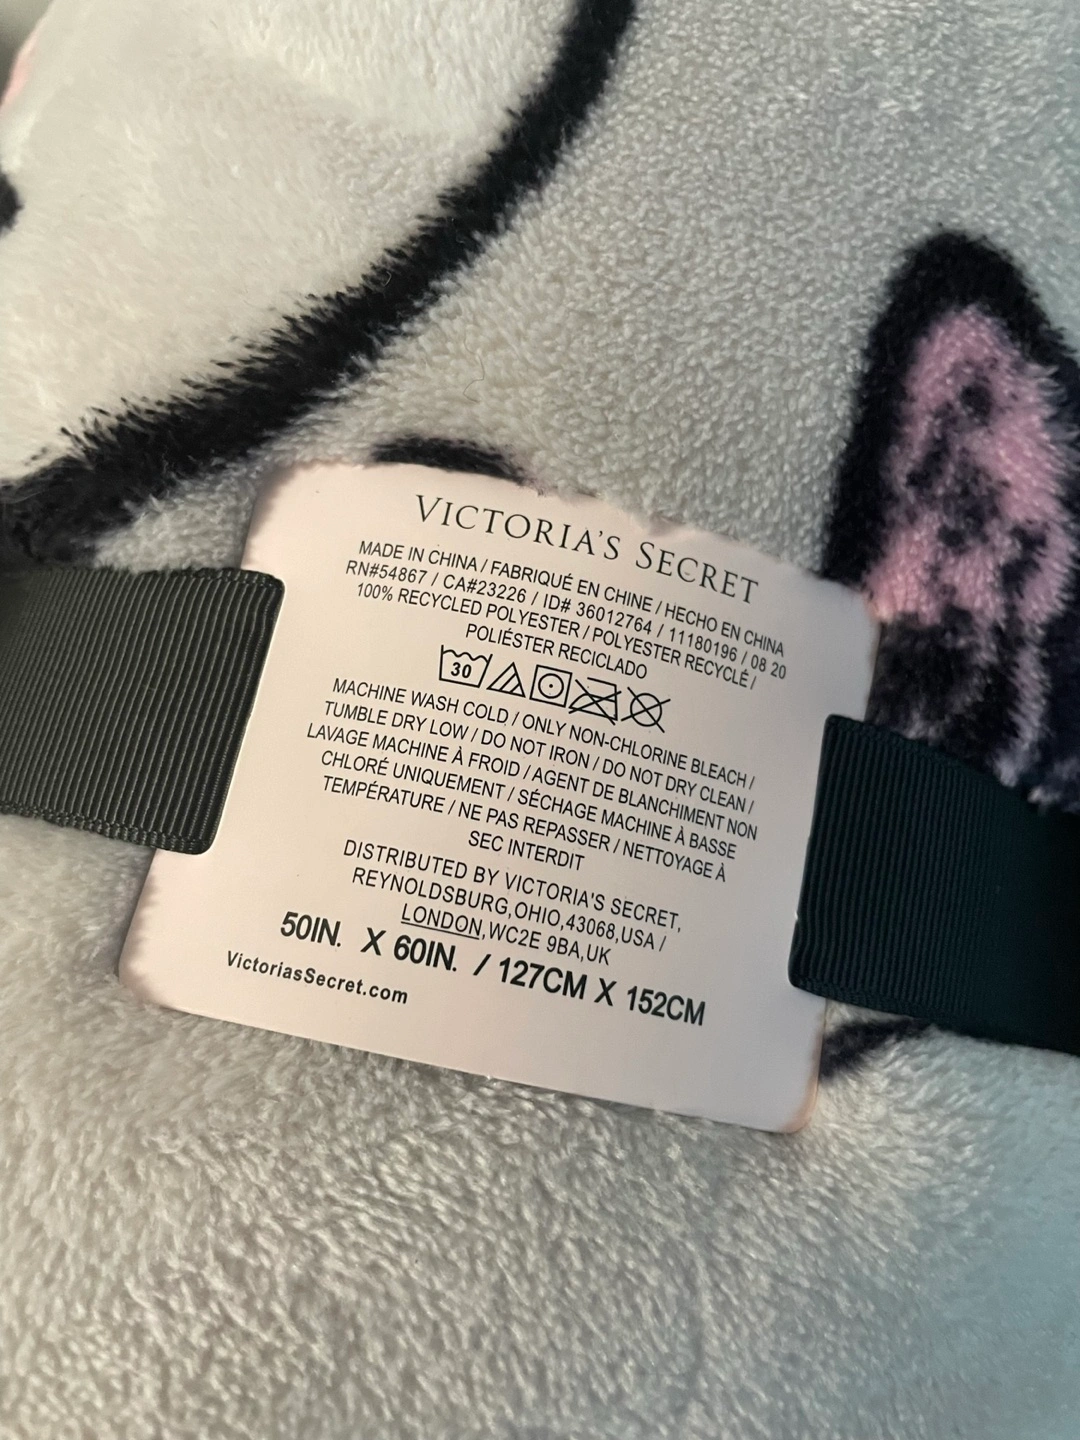 VICTORIA'S SECRET
MADE IN CHINA / FABRIQUÉ EN CHINE / HECHO EN CHINA
RN#54867 / CA#23226 / ID# 36012764 / 11180196 / 08 20
100% RECYCLED POLYESTER / POLYESTER RECYCLÉ /
POLIÉSTER RECICLADO
30
MACHINE WASH COLD / ONLY NON-CHLORINE BLEACH /
TUMBLE DRY LOW / DO NOT IRON / DO NOT DRY CLEAN /
LAVAGE MACHINE À FROID / AGENT DE BLANCHIMENT NON
CHLORÉ UNIQUEMENT / SÉCHAGE MACHINE À BASSE
TEMPÉRATURE / NE PAS REPASSER / NETTOYAGE À
SEC INTERDIT
DISTRIBUTED BY VICTORIA'S SECRET,
REYNOLDSBURG,OHIO,43068,USA /
LONDON,WC2E 9BA,UK
50IN. X 60IN. / 127CM X 152CM
VictoriasSecret.com